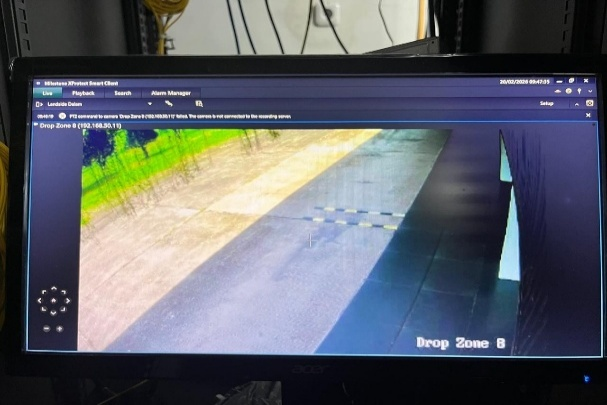 Milestone XProtect Smart Client
20/02/2026 09:47:35
Live Playback Search Alarm Manager
Landside Dalam
Setup
PTZ command to camera 'Drop Zone 8 (192.168.30.11)' failed. The camera is not connected to the recording server.
Drop Zone 8 (192.168.30.11)
Drop Zone 8
acer